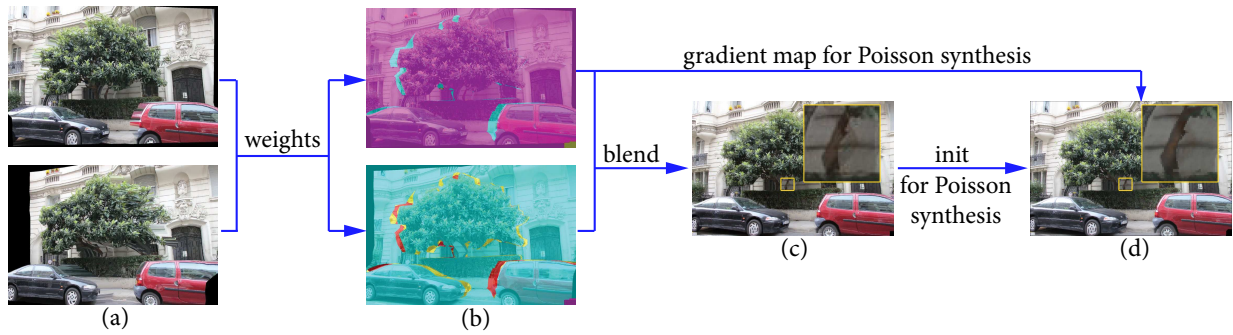 gradient map for Poisson synthesis
weights
blend
init
for Poisson
synthesis
(c)
(d)
(a)
(b)